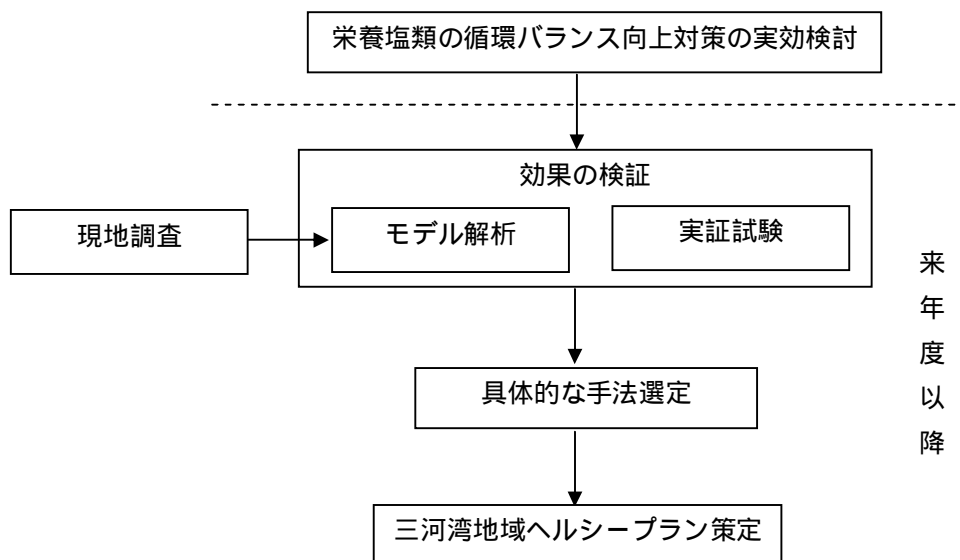 栄養塩類の循環バランス向上対策の実効検討
効果の検証
現地調査
モデル解析
実証試験
具体的な手法選定
三河湾地域ヘルシープラン策定
来年度以降